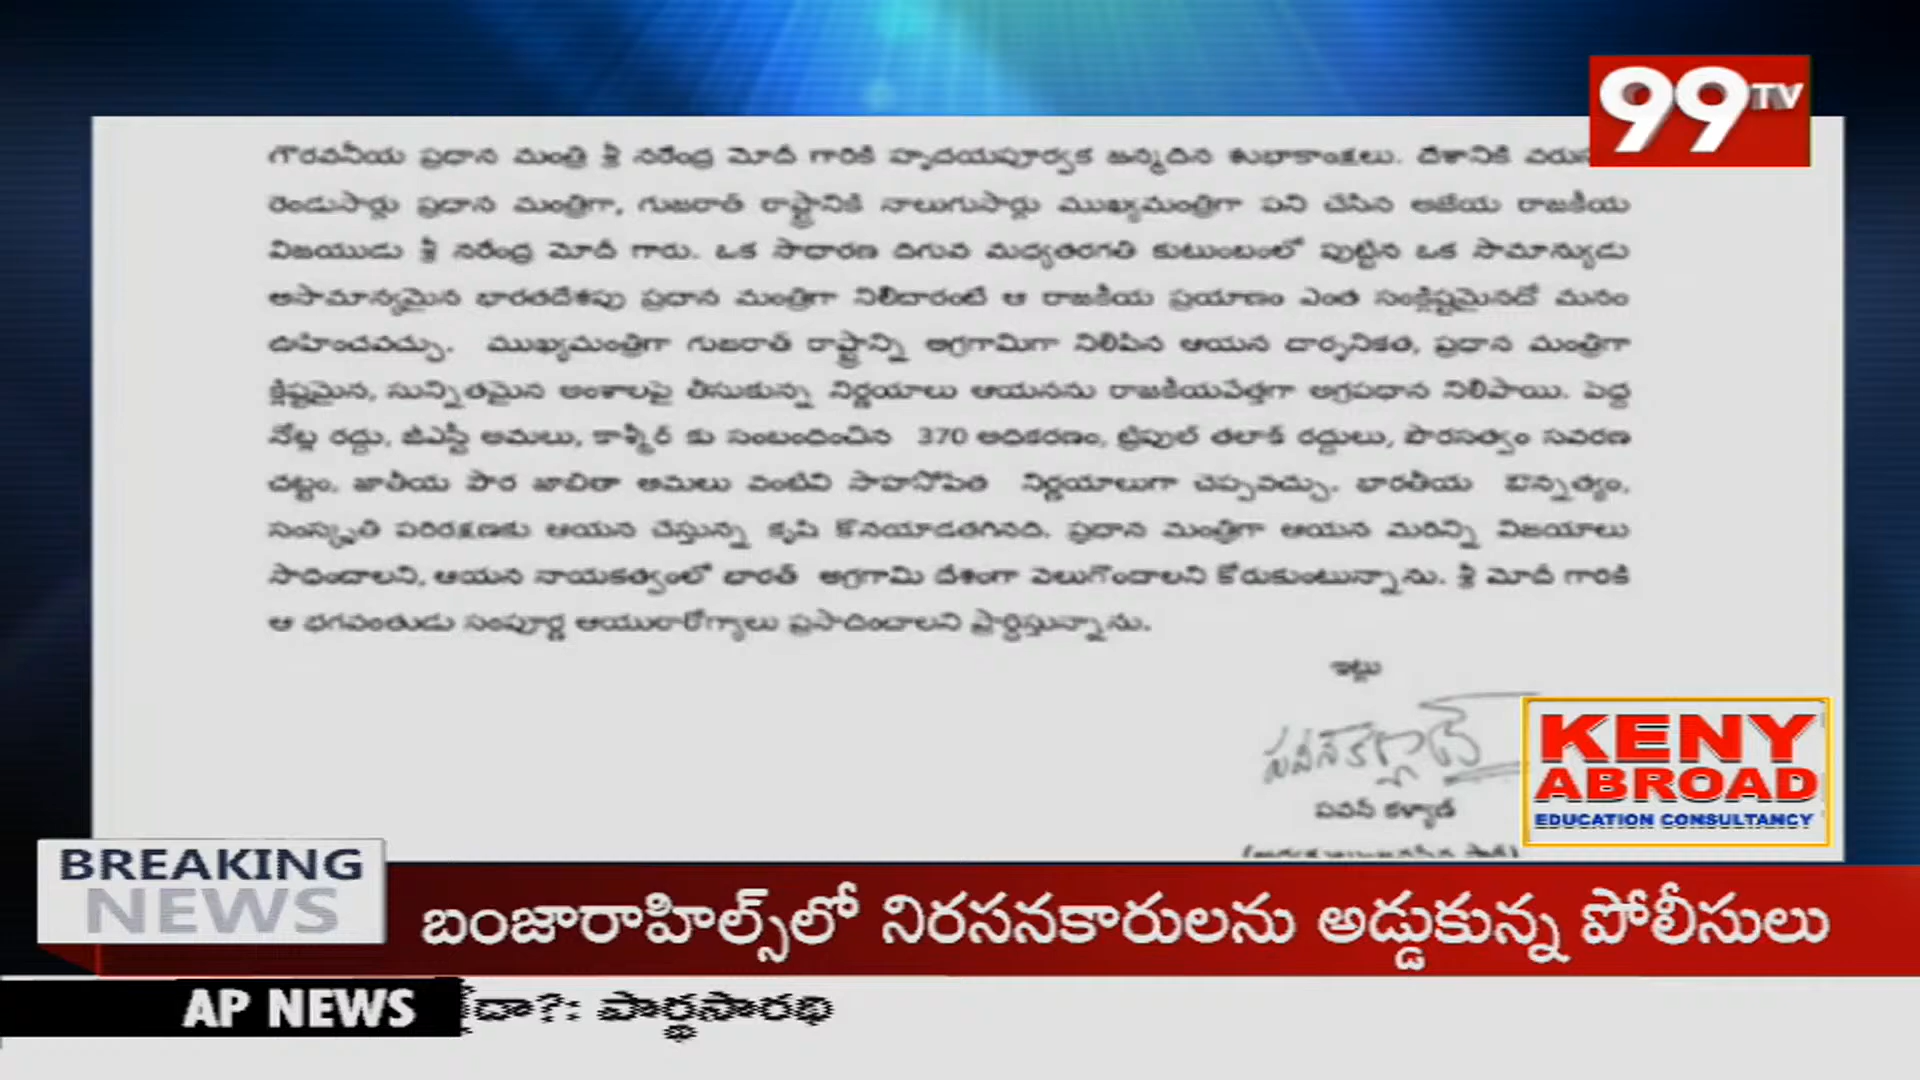 99TV
గౌరవనీయ ప్రధాన మంత్రి శ్రీ నరేంద్ర మోదీ గారికి హృదయపూర్వక జన్మదిన శుభాకాంక్షలు. దేశానికి
రెండుసార్లు ప్రధాన మంత్రిగా, గుజరాత్ రాష్ట్రానికి నాలుగుసార్లు ముఖ్యమంత్రిగా పని చేసిన అజేయ రాజకీయ
విజయుడు శ్రీ నరేంద్ర మోదీ గారు. ఒక సాధారణ దిగువ మధ్యతరగతి కుటుంబంలో పుట్టిన ఒక సామాన్యుడు
అసామాన్యమైన భారతదేశపు ప్రధాన మంత్రిగా నిలిచారంటే ఆ రాజకీయ ప్రయాణం ఎంత సంక్లిష్టమైనదో మనం
ఊహించవచ్చు. ముఖ్యమంత్రిగా గుజరాత్ రాష్ట్రాన్ని అగ్రగామిగా నిలిపిన ఆయన దార్శనికత, ప్రధాన మంత్రిగా
క్లిష్టమైన, సున్నితమైన అంశాలపై తీసుకున్న నిర్ణయాలు ఆయనను రాజకీయవేత్తగా అగ్రపధాన నిలిపాయి. పెద్ద
నోట్ల రద్దు, జీఎస్టీ అమలు, కాశ్మీర్ కు సంబంధించిన 370 అధికరణం, ట్రిపుల్ తలాక్ రద్దులు, పౌరసత్వం సవరణ
చట్టం, జాతీయ పౌర జాబితా అమలు వంటివి సాహసోపేత నిర్ణయాలుగా చెప్పవచ్చు. భారతీయ ఔన్నత్యం,
సంస్కృతి పరిరక్షణకు ఆయన చేస్తున్న కృషి కొనయాడతగినది. ప్రధాన మంత్రిగా ఆయన మరిన్ని విజయాలు
సాధించాలని, ఆయన నాయకత్వంలో భారత్ అగ్రగామి దేశంగా వెలుగొందాలని కోరుకుంటున్నాను. శ్రీ మోదీ గారికి
ఆ భగవంతుడు సంపూర్ణ ఆయురారోగ్యాలు ప్రసాదించాలని ప్రార్థిస్తున్నాను.
ఇట్లు
పవన్ కళ్యాణ్
KENY
ABROAD
EDUCATION CONSULTANCY
BREAKING
NEWS
బంజారాహిల్స్‌లో నిరసనకారులను అడ్డుకున్న పోలీసులు
AP NEWS
పార్థసారథి